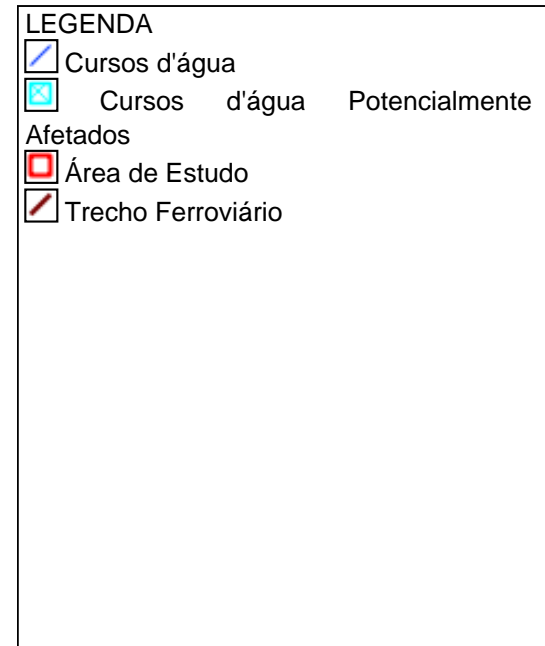 LEGENDA
Cursos d'água
Cursos d'água Potencialmente
Afetados
Área de Estudo
Trecho Ferroviário